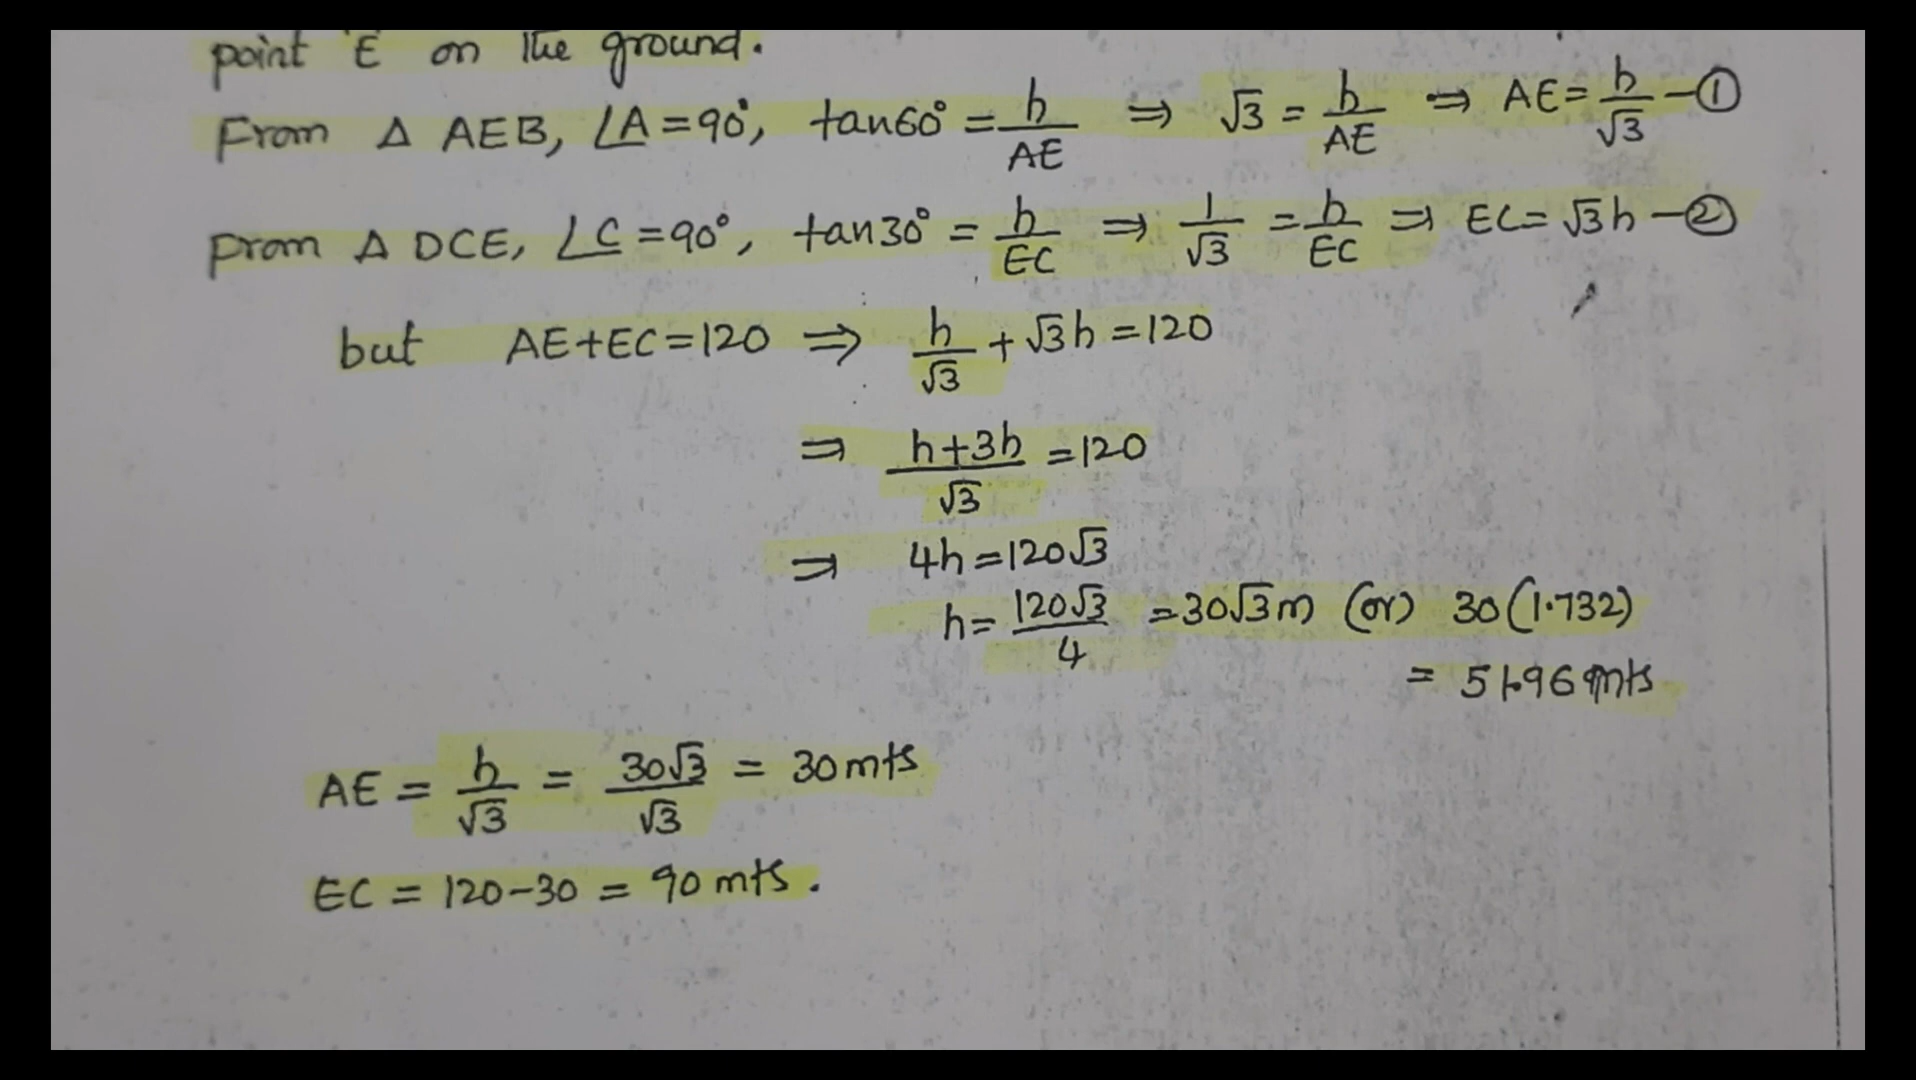 point 'E on the ground.
From Δ AEB, ∠A = 90°, tan60° = h/AE ⇒ √3 = h/AE ⇒ AE = h/√3 – ①
From Δ DCE, ∠C = 90°, tan30° = h/EC ⇒ 1/√3 = h/EC ⇒ EC = √3h – ②
but AE+EC = 120 ⇒ h/√3 + √3h = 120
⇒ h+3h/√3 = 120
⇒ 4h = 120√3
h = 120√3/4 = 30√3m (or) 30(1.732)
= 51.96 mts
AE = h/√3 = 30√3/√3 = 30mts
EC = 120-30 = 90 mts.